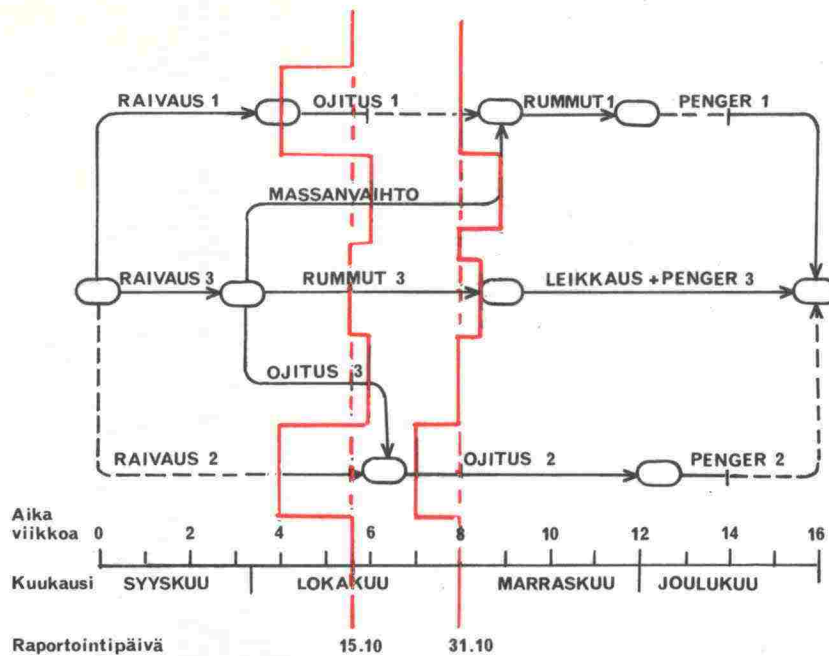 RAIVAUS 1
OJITUS 1
RUMMUT 1
PENGER 1
MASSANVAIHTO
RAIVAUS 3
RUMMUT 3
LEIKKAUS + PENGER 3
OJITUS 3
RAIVAUS 2
OJITUS 2
PENGER 2
Aika
viikkoa 0 2 4 6 8 10 12 14 16
Kuukausi SYYSKUU LOKAKUU MARRASKUU JOULUKUU
Raportointipäivä 15.10 31.10